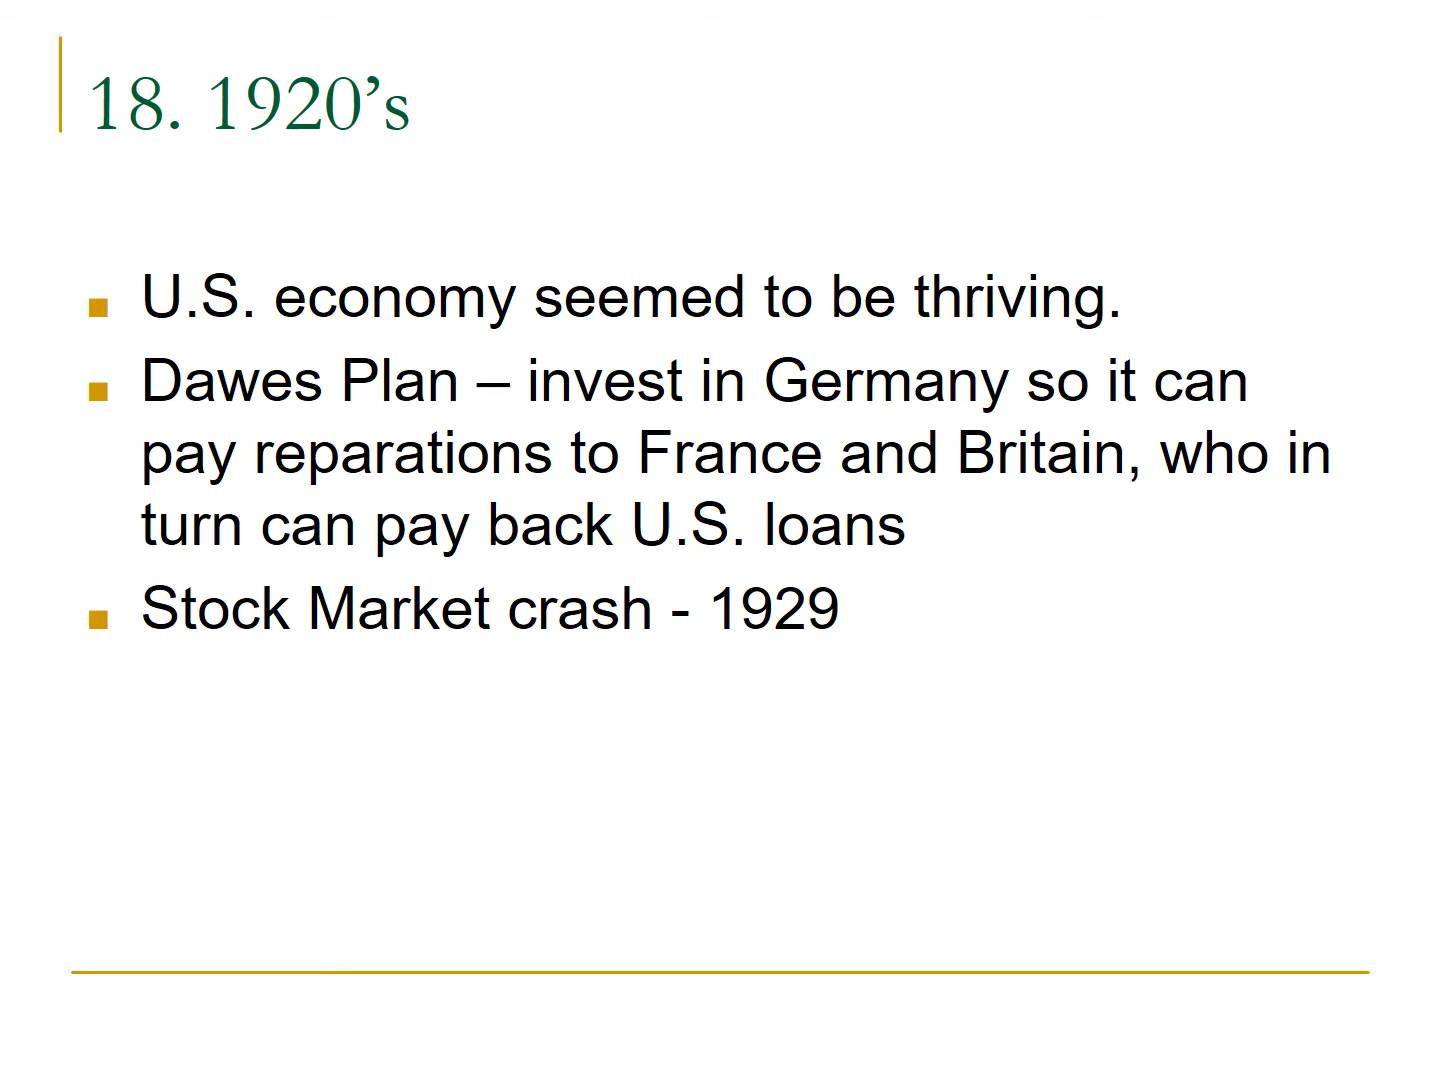 18. 1920’s
U.S. economy seemed to be thriving.
Dawes Plan – invest in Germany so it can
pay reparations to France and Britain, who in
turn can pay back U.S. loans
Stock Market crash - 1929